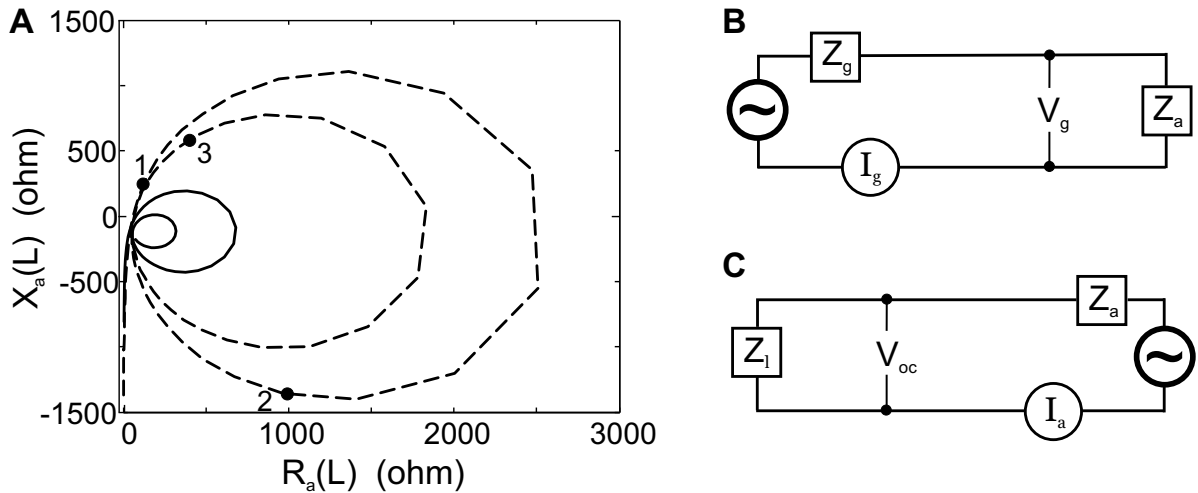 A
1500
500
0
-500
-1500
0
1000
2000
3000
X_a(L) (ohm)
R_a(L) (ohm)
1
3
2
B
Z_g
V_g
Z_a
I_g
C
Z_l
V_oc
Z_a
I_a